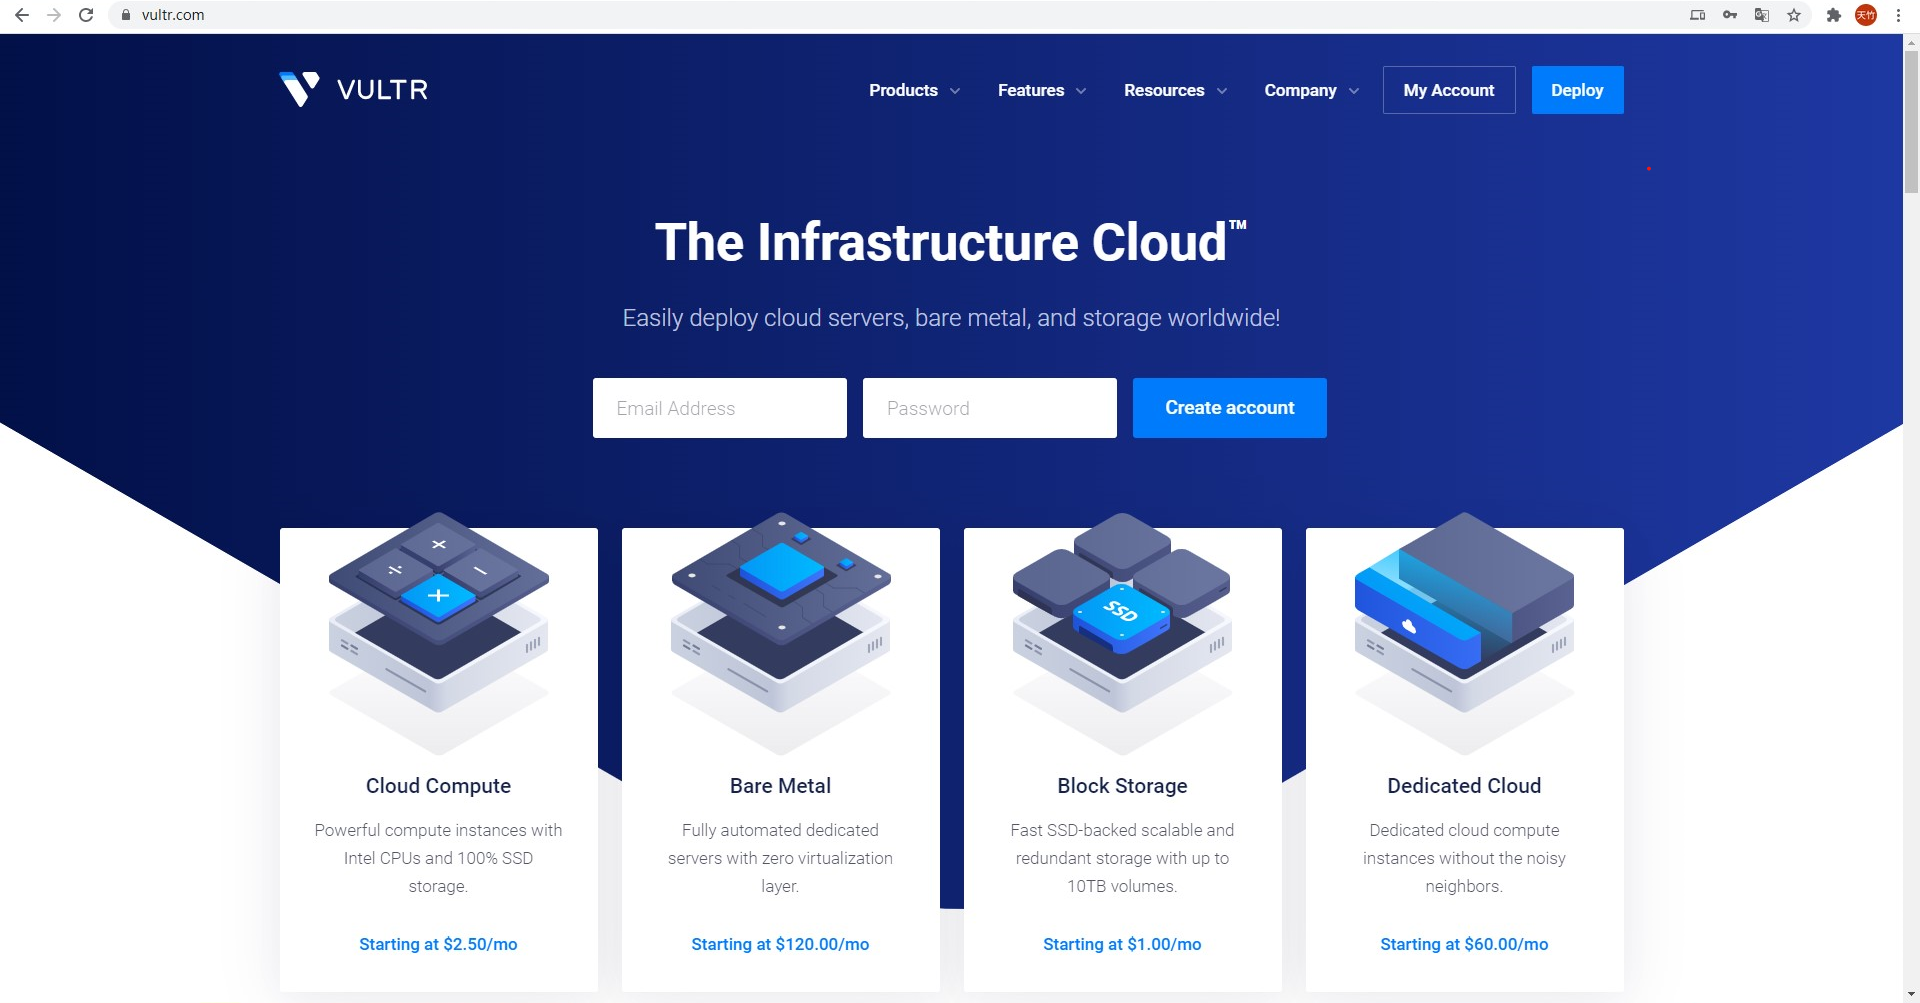 vultr.com
天竹
VULTR
Products
Features
Resources
Company
My Account
Deploy
The Infrastructure Cloud™
Easily deploy cloud servers, bare metal, and storage worldwide!
Email Address
Password
Create account
SSD
Cloud Compute
Powerful compute instances with
Intel CPUs and 100% SSD
storage.
Starting at $2.50/mo
Bare Metal
Fully automated dedicated
servers with zero virtualization
layer.
Starting at $120.00/mo
Block Storage
Fast SSD-backed scalable and
redundant storage with up to
10TB volumes.
Starting at $1.00/mo
Dedicated Cloud
Dedicated cloud compute
instances without the noisy
neighbors.
Starting at $60.00/mo